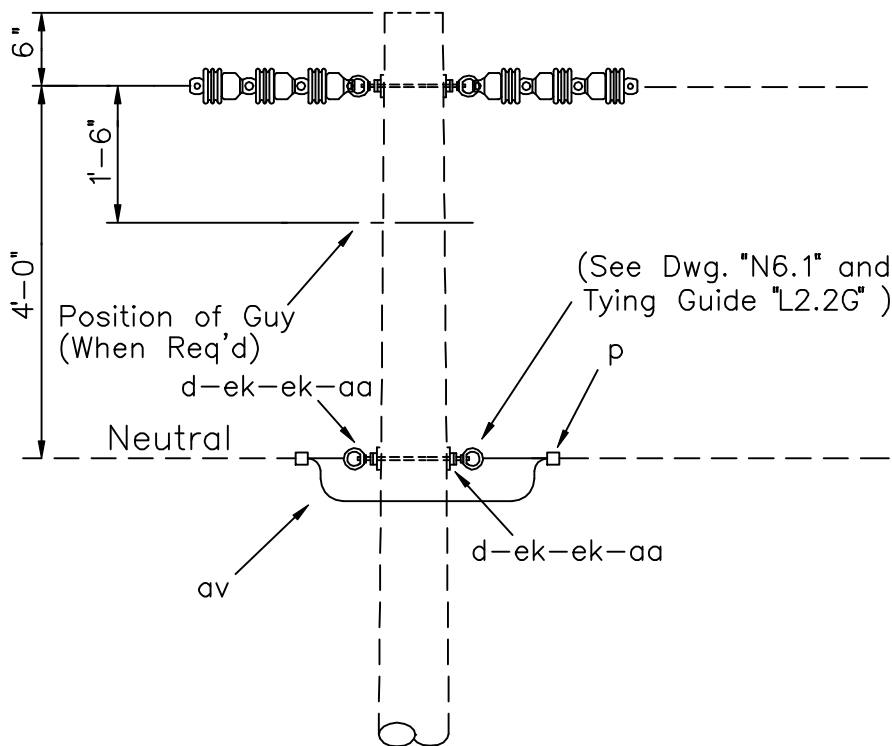 6"
1'-6"
4'-0"
(See Dwg. "N6.1" and
Tying Guide "L2.2G" )
Position of Guy
(When Req'd)
p
d-ek-ek-aa
Neutral
d-ek-ek-aa
av